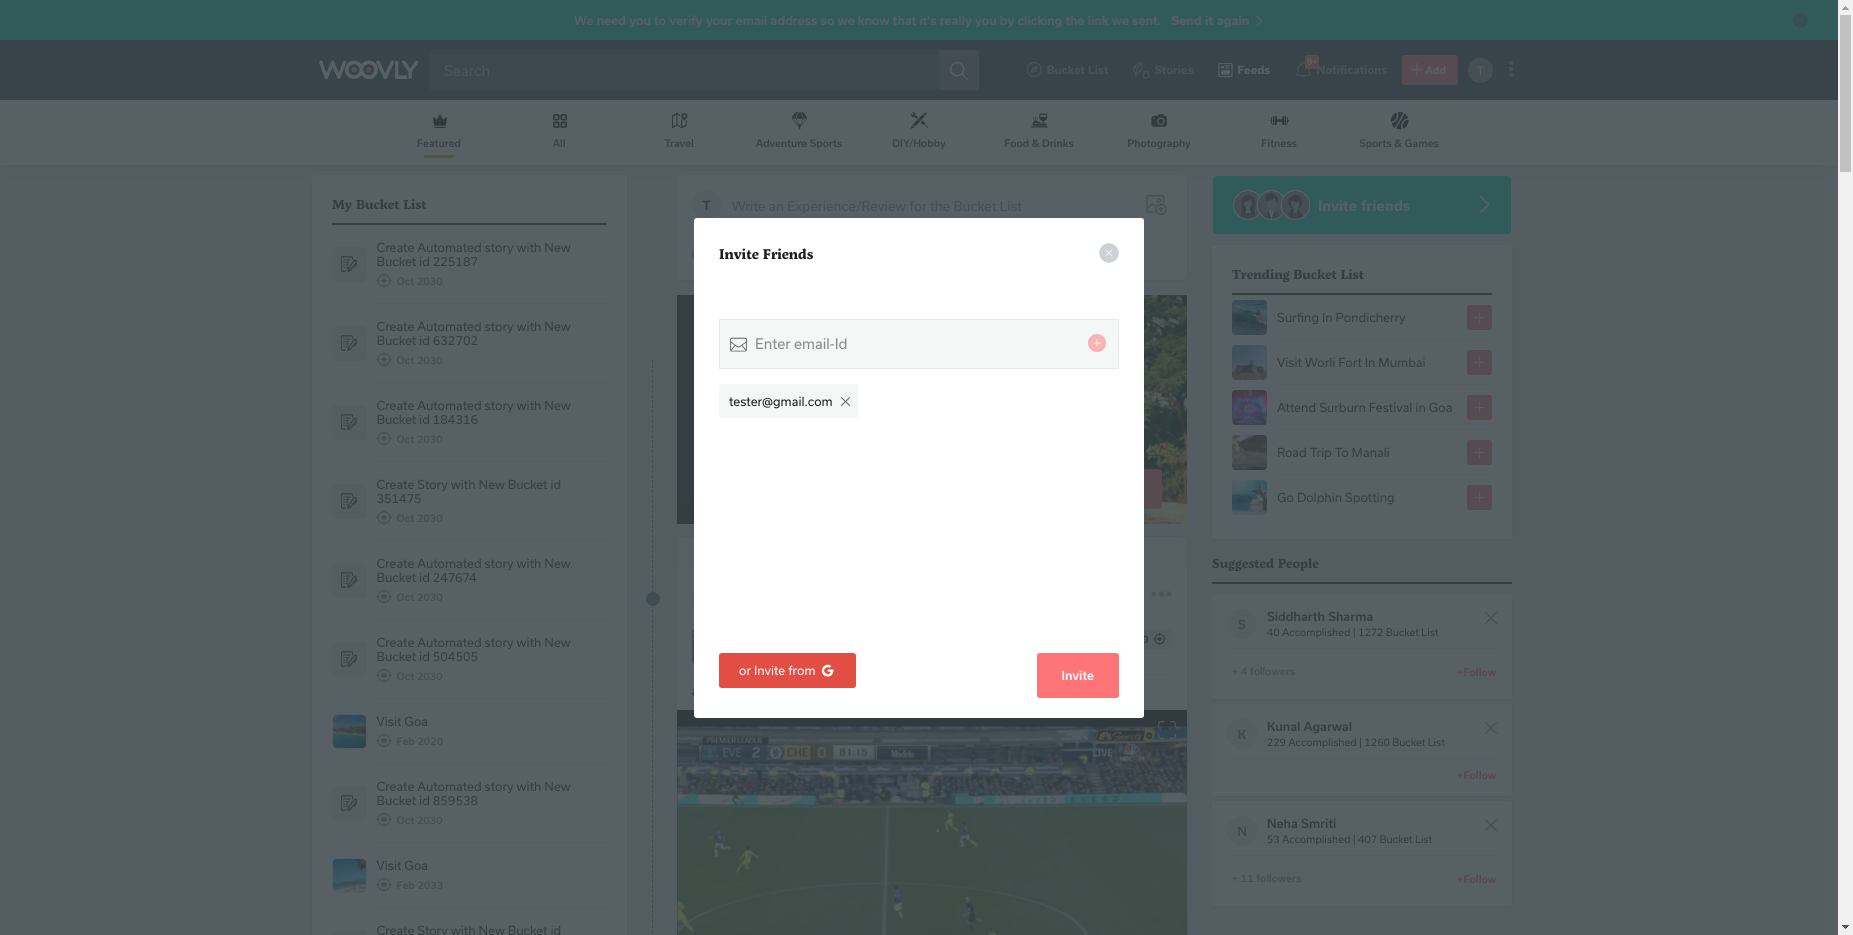 We need you to verify your email address so we know that it's really you by clicking the link we sent. Send it again
WOOVLY
Search
Bucket List
Stories
Feeds
9+
Notifications
Add
T
Featured
All
Travel
Adventure Sports
DIY/Hobby
Food & Drinks
Photography
Fitness
Sports & Games
My Bucket List
Create Automated story with New
Bucket id 225187
Oct 2030
Create Automated story with New
Bucket id 632702
Oct 2030
Create Automated story with New
Bucket id 184316
Oct 2030
Create Story with New Bucket id
351475
Oct 2030
Create Automated story with New
Bucket id 247674
Oct 2030
Create Automated story with New
Bucket id 504505
Oct 2030
Visit Goa
Feb 2020
Create Automated story with New
Bucket id 859538
Oct 2030
Visit Goa
Feb 2033
Create Story with New Bucket id
T
Write an Experience/Review for the Bucket List
Invite Friends
Enter email-Id
tester@gmail.com
or Invite from G
Invite
PREMIER LEAGUE
EVE 2 CHE 0 81:15
LIVE
Invite friends
Trending Bucket List
Surfing In Pondicherry
Visit Worli Fort In Mumbai
Attend Surburn Festival in Goa
Road Trip To Manali
Go Dolphin Spotting
Suggested People
S
Siddharth Sharma
40 Accomplished | 1272 Bucket List
+ 4 followers
+Follow
K
Kunal Agarwal
229 Accomplished | 1260 Bucket List
+Follow
N
Neha Smriti
53 Accomplished | 407 Bucket List
+ 11 followers
+Follow